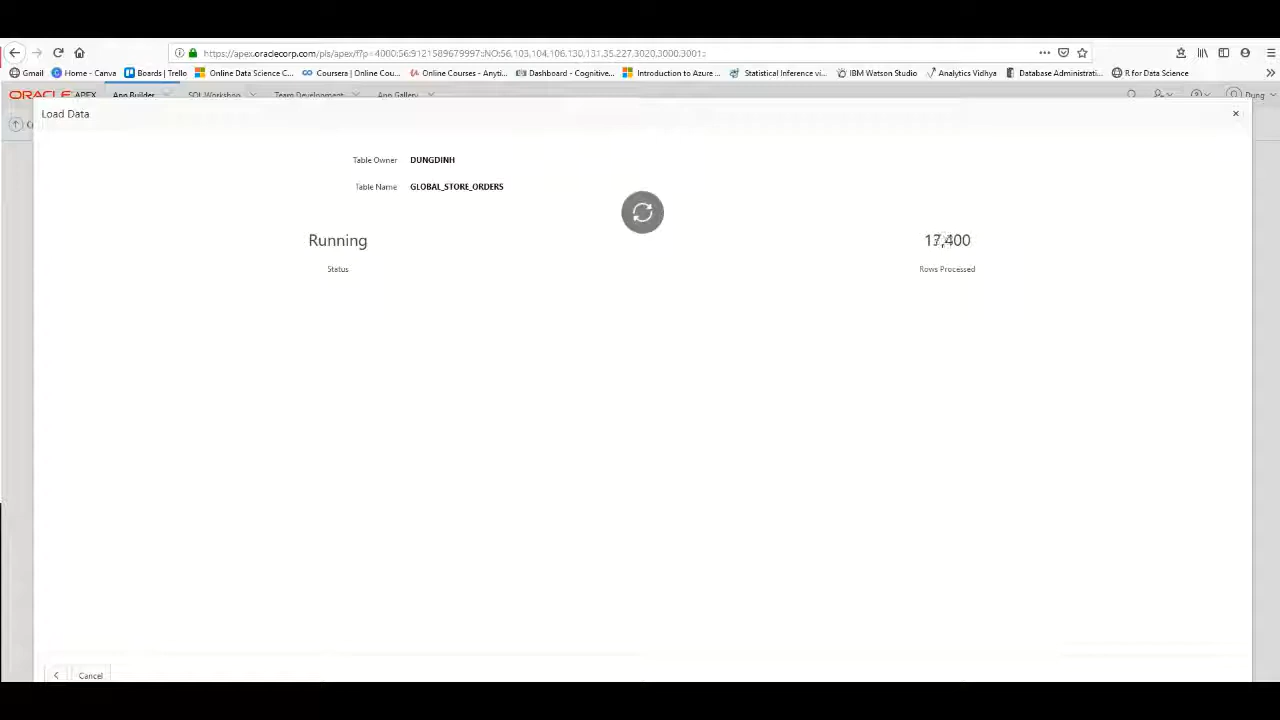 https://apex.oraclecorp.com/pls/apex/f?p=4000:56:9121589679997::NO:56,103,104,106,130,131,35,227,3020,3000,3001::
Gmail Home - Canva Boards | Trello Online Data Science C... Coursera | Online Cou... Online Courses - Anyti... Dashboard - Cognitive... Introduction to Azure ... Statistical Inference vi... IBM Watson Studio Analytics Vidhya Database Administrati... R for Data Science
ORACLE APEX App Builder SQL Workshop Team Development App Gallery Dung
Load Data
Table Owner DUNGDINH
Table Name GLOBAL_STORE_ORDERS
Running 17,400
Status Rows Processed
Cancel